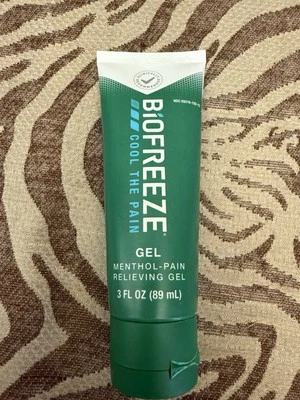 BIOFREEZE®
COOL THE PAIN
GEL
MENTHOL-PAIN
RELIEVING GEL
3 FL OZ (89 mL)